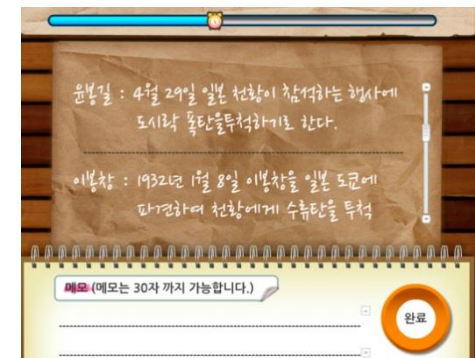 윤봉길 : 4월 29일 일본 천황이 참석하는 행사에
도시락 폭탄을투척하기로 한다.
이봉창 : 1932년 1월 8일 이봉창을 일본 도쿄에
파견하여 천황에게 수류탄을 투척
메모 (메모는 30자 까지 가능합니다.)
완료